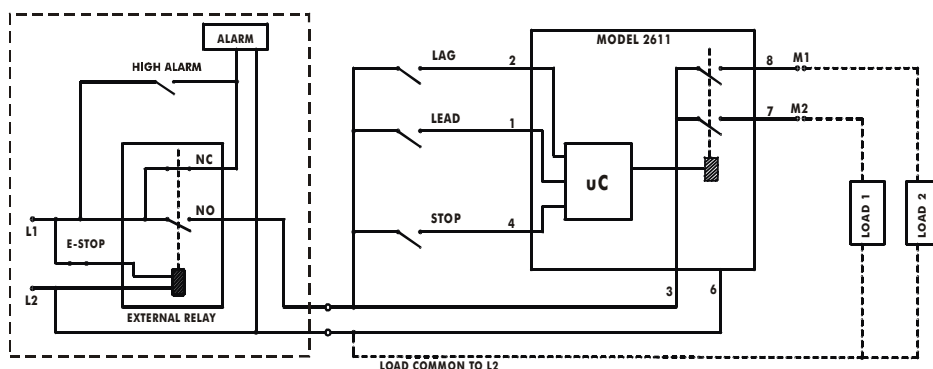 ALARM
HIGH ALARM
NC
NO
L1
E-STOP
L2
EXTERNAL RELAY
LAG
2
LEAD
1
STOP
4
MODEL 2611
uC
8
M1
7
M2
3
6
LOAD 1
LOAD 2
LOAD COMMON TO L2